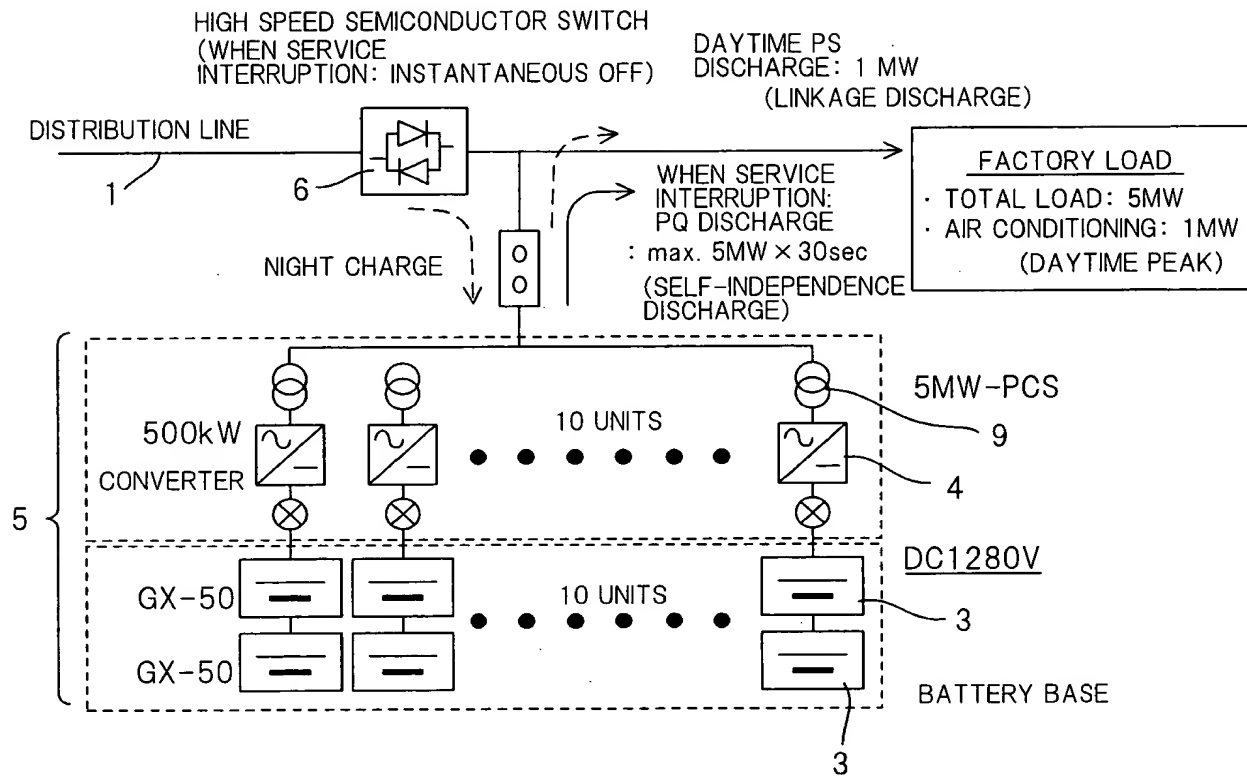 HIGH SPEED SEMICONDUCTOR SWITCH
(WHEN SERVICE
INTERRUPTION: INSTANTANEOUS OFF)
DAYTIME PS
DISCHARGE: 1 MW
(LINKAGE DISCHARGE)
DISTRIBUTION LINE
1
6
WHEN SERVICE
INTERRUPTION:
PQ DISCHARGE
: max. 5MW × 30sec
(SELF-INDEPENDENCE
DISCHARGE)
FACTORY LOAD
· TOTAL LOAD: 5MW
· AIR CONDITIONING: 1MW
(DAYTIME PEAK)
NIGHT CHARGE
5
500kW
CONVERTER
10 UNITS
5MW-PCS
9
4
GX-50
GX-50
10 UNITS
DC1280V
3
BATTERY BASE
3